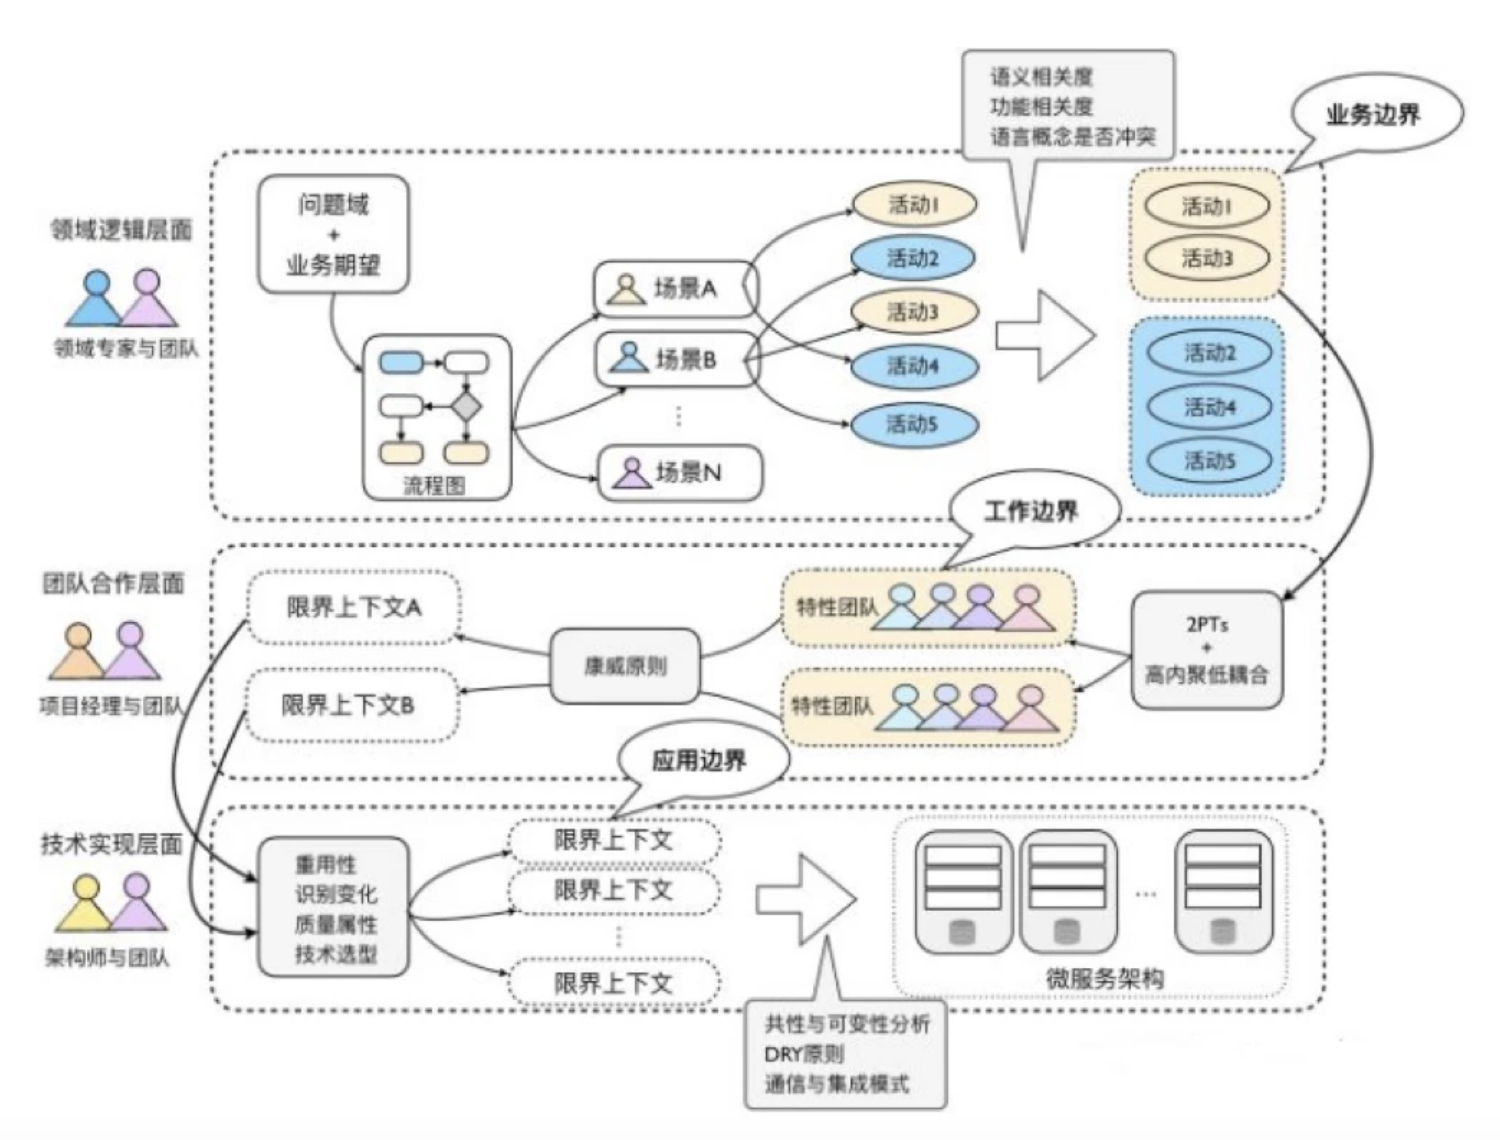 语义相关度
功能相关度
语言概念是否冲突
业务边界
领域逻辑层面
领域专家与团队
问题域
+
业务期望
流程图
场景A
场景B
⋮
场景N
活动1
活动2
活动3
活动4
活动5
活动1
活动3
活动2
活动4
活动5
工作边界
团队合作层面
项目经理与团队
限界上下文A
限界上下文B
康威原则
特性团队
特性团队
2PTs
+
高内聚低耦合
应用边界
技术实现层面
架构师与团队
重用性
识别变化
质量属性
技术选型
限界上下文
限界上下文
⋮
限界上下文
...
微服务架构
共性与可变性分析
DRY原则
通信与集成模式